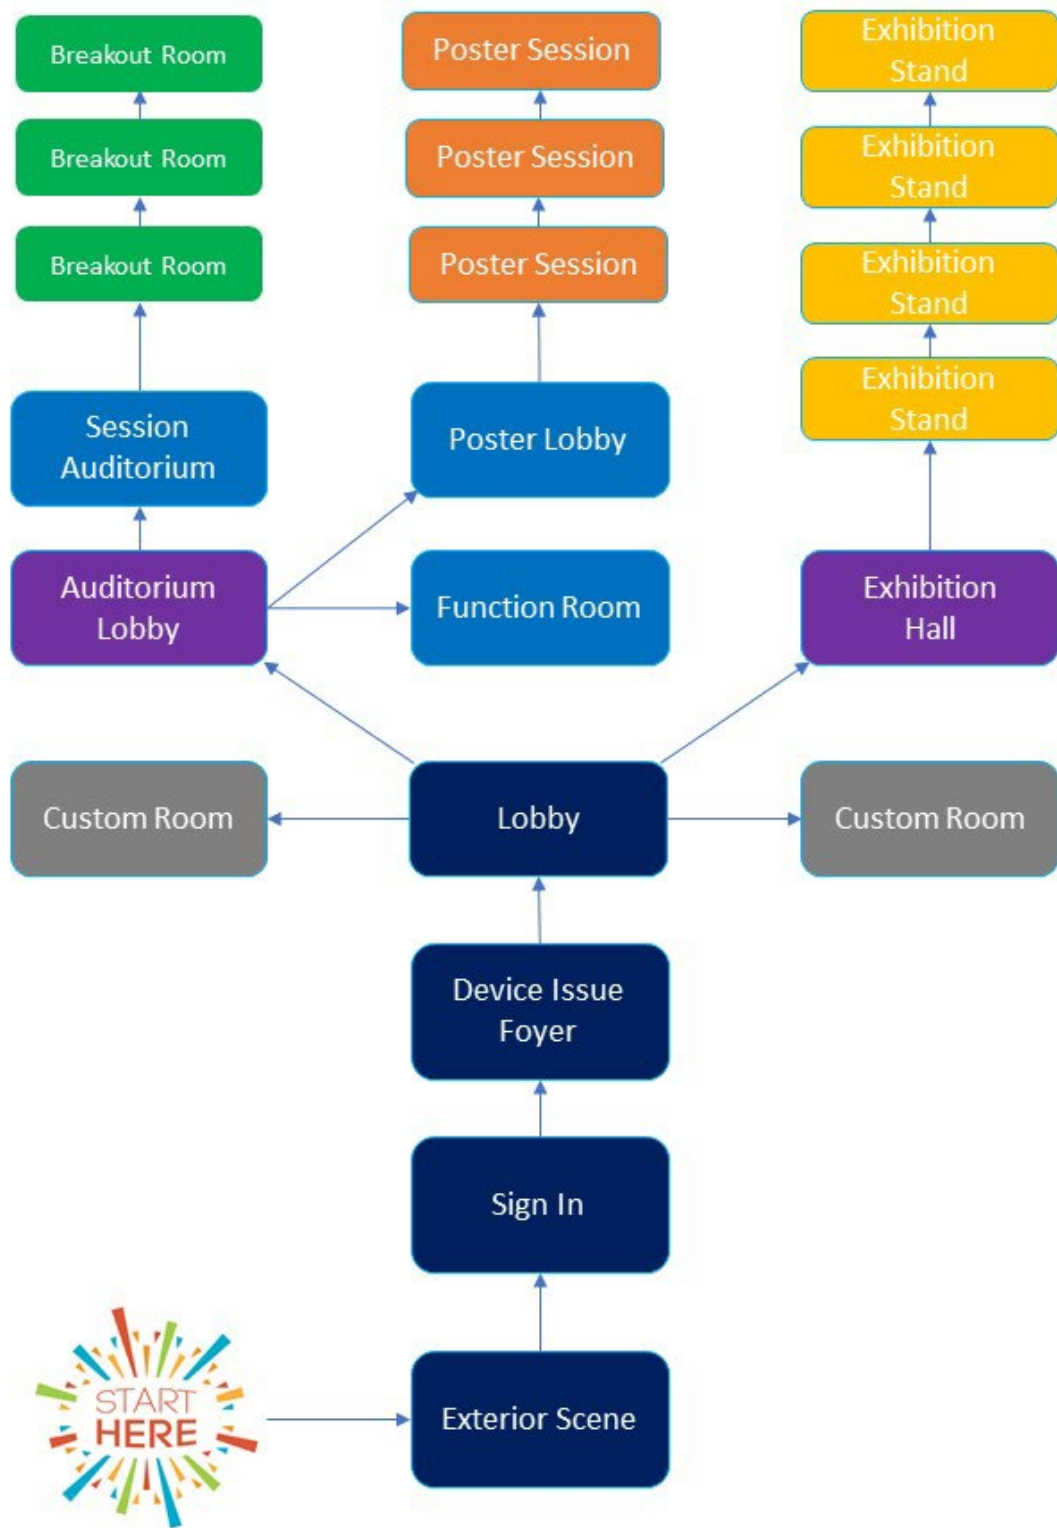 Breakout Room
Poster Session
Exhibition
Stand
Breakout Room
Poster Session
Exhibition
Stand
Breakout Room
Poster Session
Exhibition
Stand
Exhibition
Stand
Session
Auditorium
Poster Lobby
Auditorium
Lobby
Function Room
Exhibition
Hall
Custom Room
Lobby
Custom Room
Device Issue
Foyer
Sign In
START
HERE
Exterior Scene